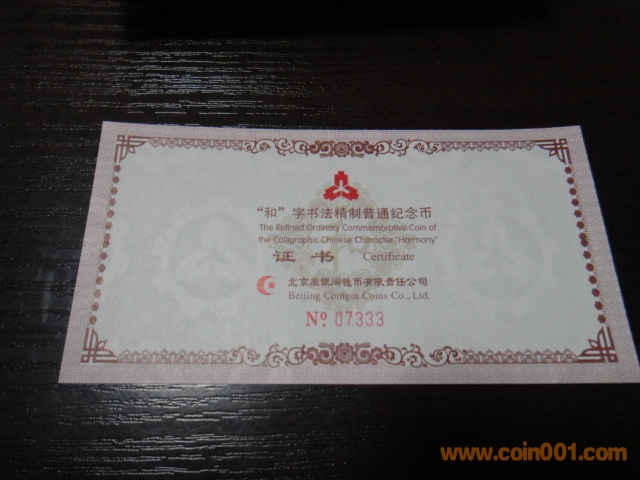 “和”字书法精制普通纪念币
The Refined Ordinary Commemorative Coin of
the Calligraphic Chinese Character "Harmony"
证书 Certificate
北京康银阁钱币有限责任公司
Beijing Coingot Coins Co., Ltd.
№ 07333
www.coin001.com